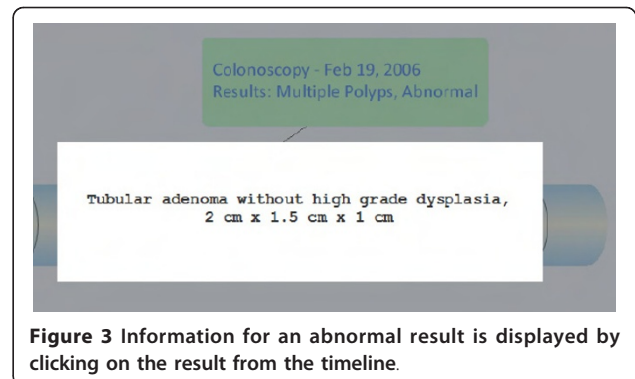 Colonoscopy - Feb 19, 2006
Results: Multiple Polyps, Abnormal
Tubular adenoma without high grade dysplasia,
2 cm x 1.5 cm x 1 cm
Figure 3 Information for an abnormal result is displayed by
clicking on the result from the timeline.